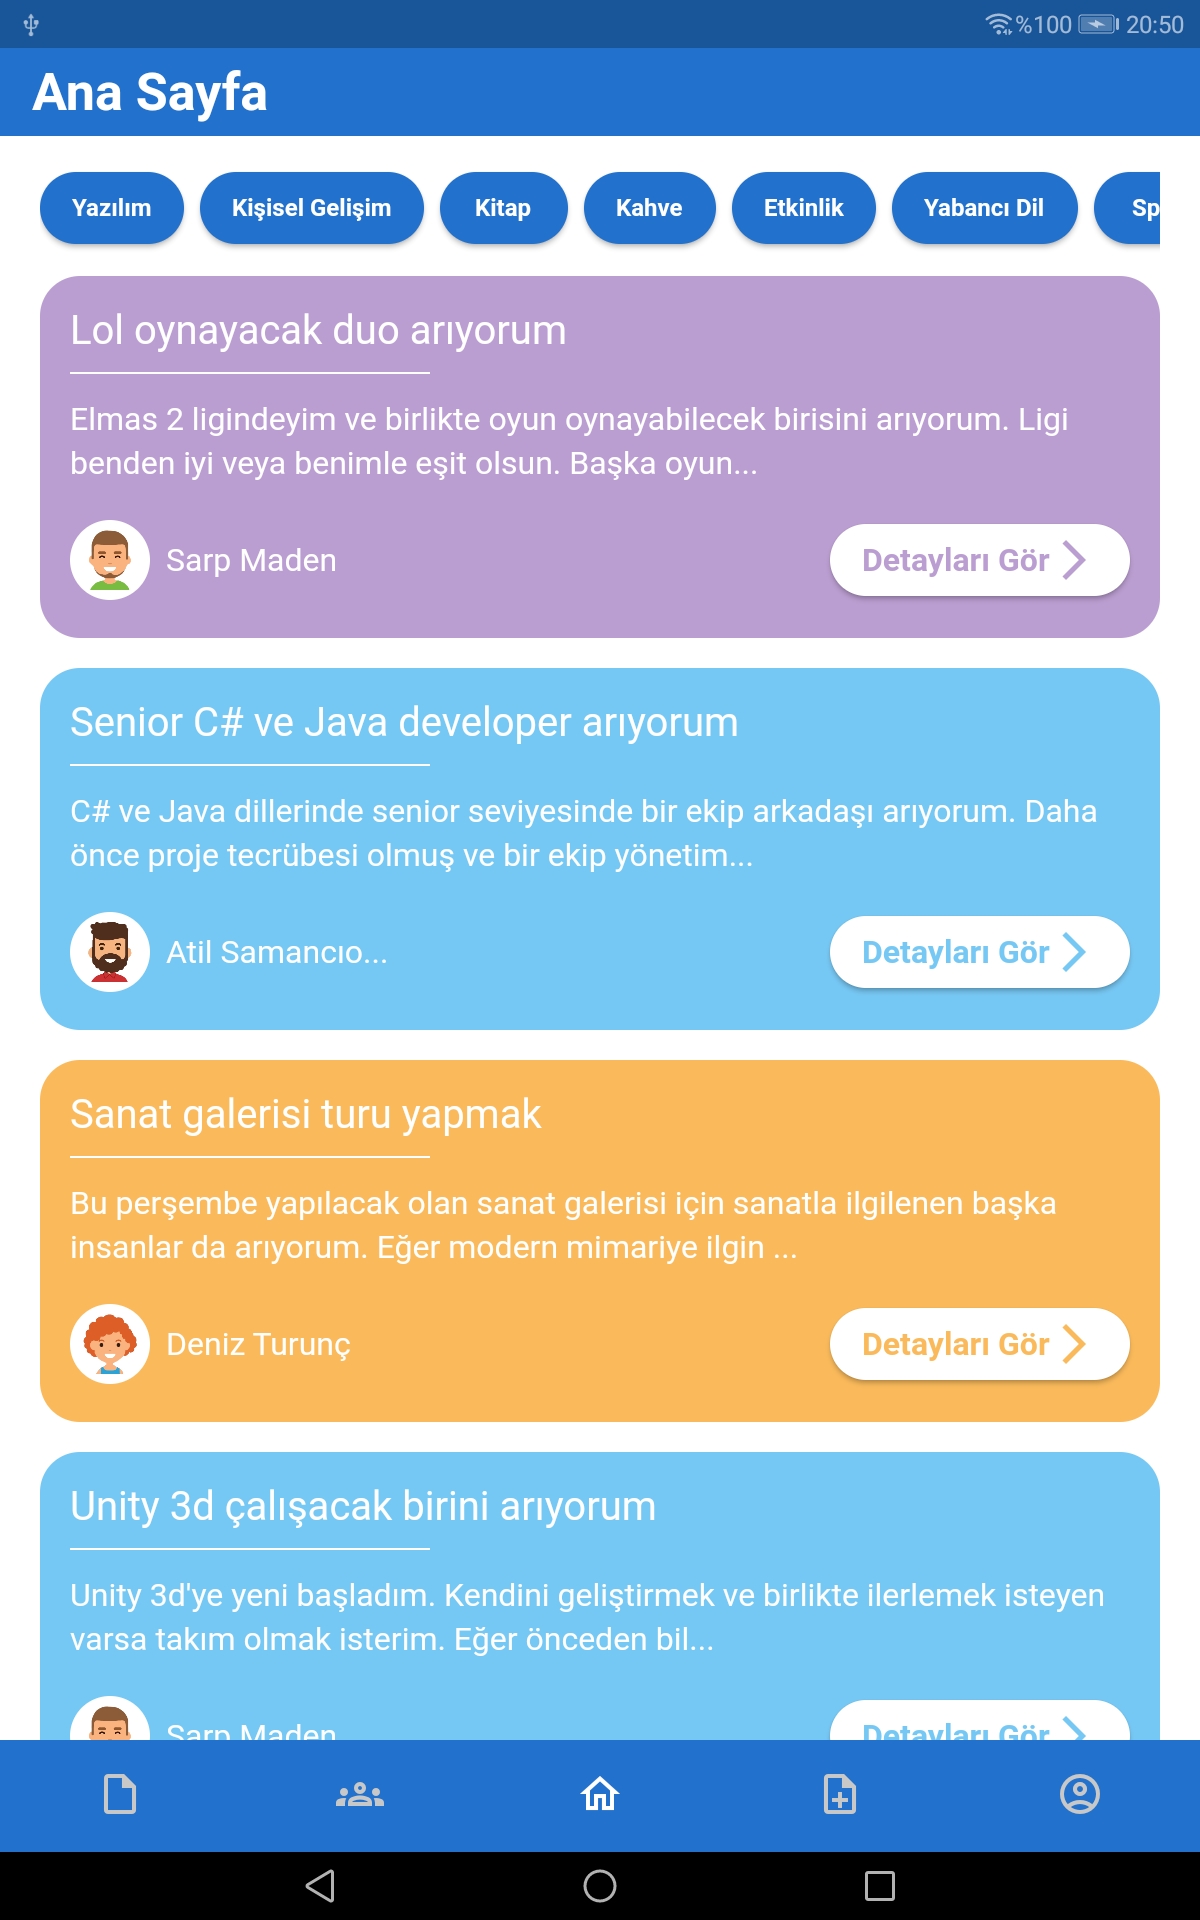 %100 20:50
Ana Sayfa
Yazılım Kişisel Gelişim Kitap Kahve Etkinlik Yabancı Dil Sp
Lol oynayacak duo arıyorum
Elmas 2 ligindeyim ve birlikte oyun oynayabilecek birisini arıyorum. Ligi
benden iyi veya benimle eşit olsun. Başka oyun...
Sarp Maden Detayları Gör
Senior C# ve Java developer arıyorum
C# ve Java dillerinde senior seviyesinde bir ekip arkadaşı arıyorum. Daha
önce proje tecrübesi olmuş ve bir ekip yönetim...
Atil Samancıo... Detayları Gör
Sanat galerisi turu yapmak
Bu perşembe yapılacak olan sanat galerisi için sanatla ilgilenen başka
insanlar da arıyorum. Eğer modern mimariye ilgin ...
Deniz Turunç Detayları Gör
Unity 3d çalışacak birini arıyorum
Unity 3d'ye yeni başladım. Kendini geliştirmek ve birlikte ilerlemek isteyen
varsa takım olmak isterim. Eğer önceden bil...
Sarp Maden Detayları Gör